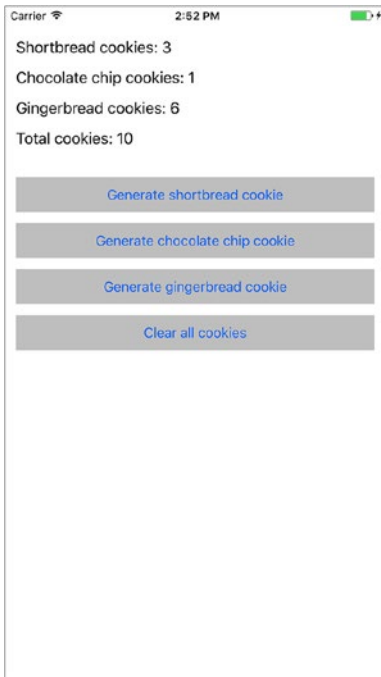 Carrier 2:52 PM
Shortbread cookies: 3
Chocolate chip cookies: 1
Gingerbread cookies: 6
Total cookies: 10
Generate shortbread cookie
Generate chocolate chip cookie
Generate gingerbread cookie
Clear all cookies